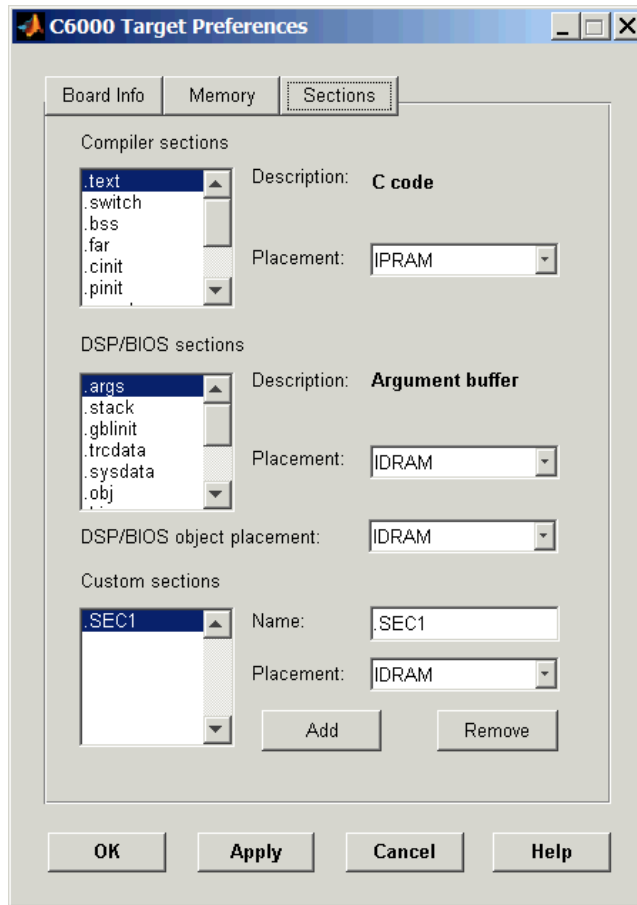 C6000 Target Preferences
Board Info Memory Sections
Compiler sections
.text
.switch
.bss
.far
.cinit
.pinit
Description: C code
Placement: IPRAM
DSP/BIOS sections
.args
.stack
.gblinit
.trcdata
.sysdata
.obj
Description: Argument buffer
Placement: IDRAM
DSP/BIOS object placement: IDRAM
Custom sections
.SEC1
Name: .SEC1
Placement: IDRAM
Add Remove
OK Apply Cancel Help